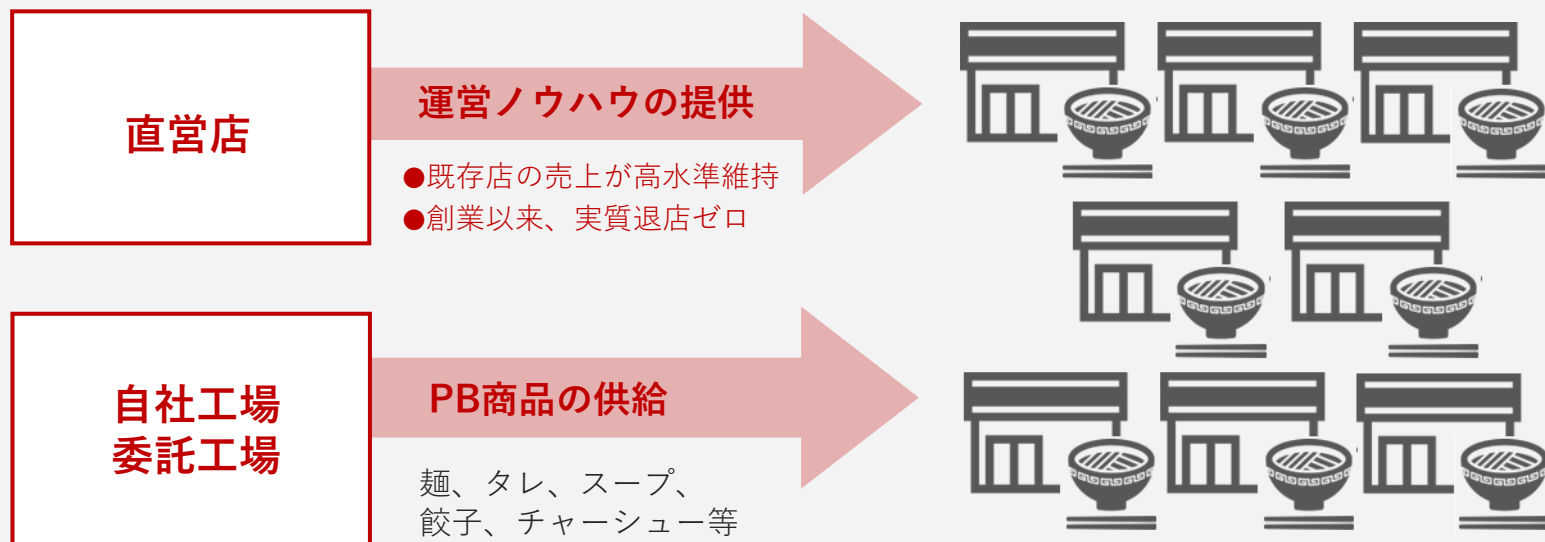 直営店
運営ノウハウの提供
●既存店の売上が高水準維持
●創業以来、実質退店ゼロ
自社工場
委託工場
PB商品の供給
麺、タレ、スープ、
餃子、チャーシュー等